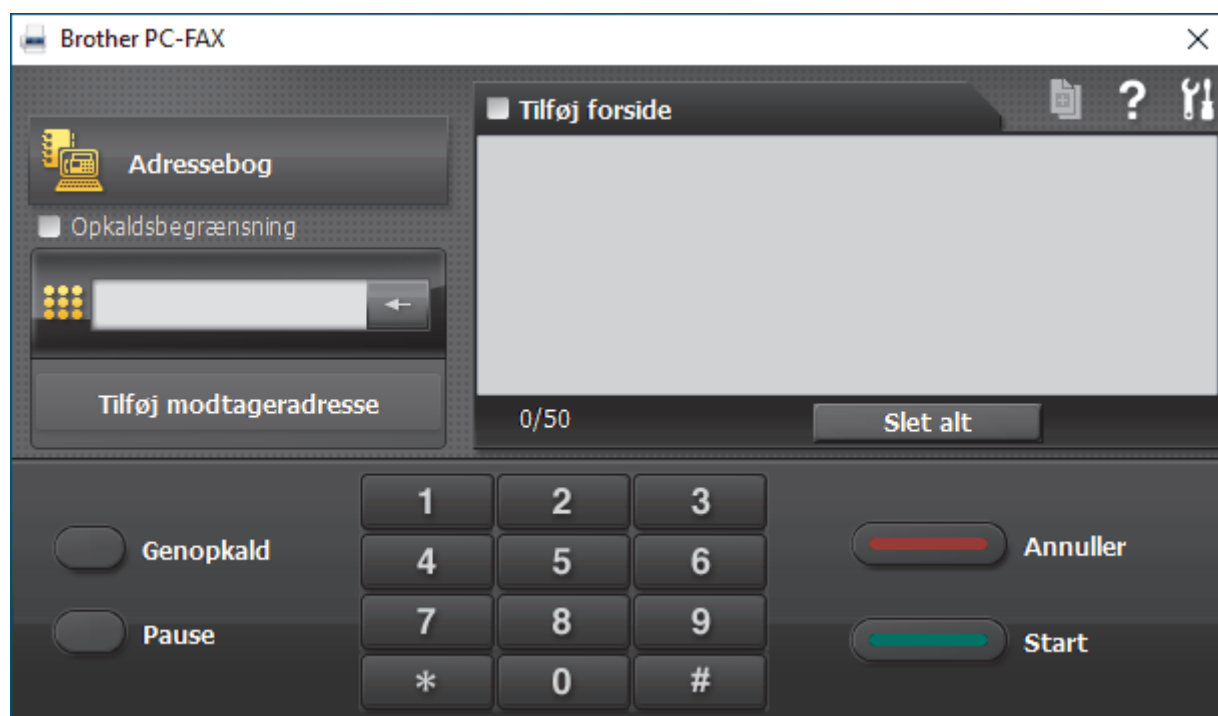 Brother PC-FAX
Tilføj forside
?
Adressebog
Opkaldsbegrænsning
Tilføj modtageradresse
0/50
Slet alt
1 2 3
4 5 6
7 8 9
* 0 #
Genopkald
Pause
Annuller
Start